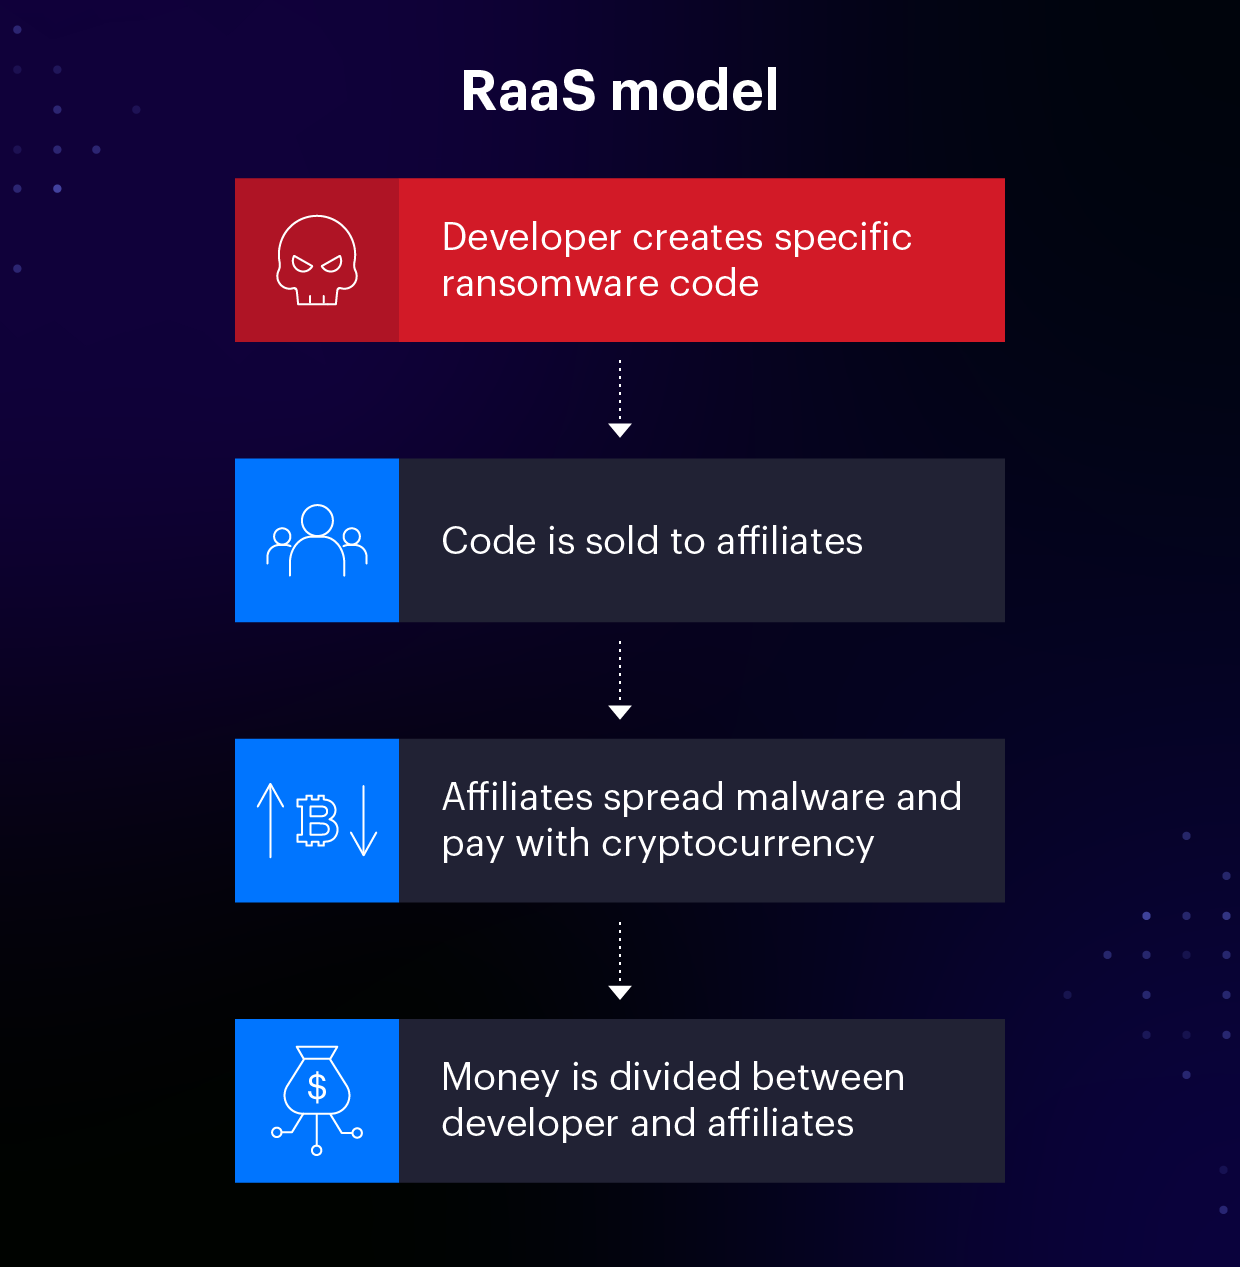 RaaS model
Developer creates specific
ransomware code
Code is sold to affiliates
Affiliates spread malware and
pay with cryptocurrency
$
Money is divided between
developer and affiliates